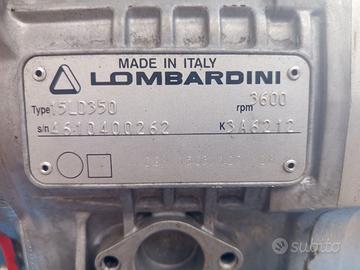 MADE IN ITALY
LOMBARDINI
Type 15LD350 rpm 3600
s/n 4610400262 K 3A6212
subito